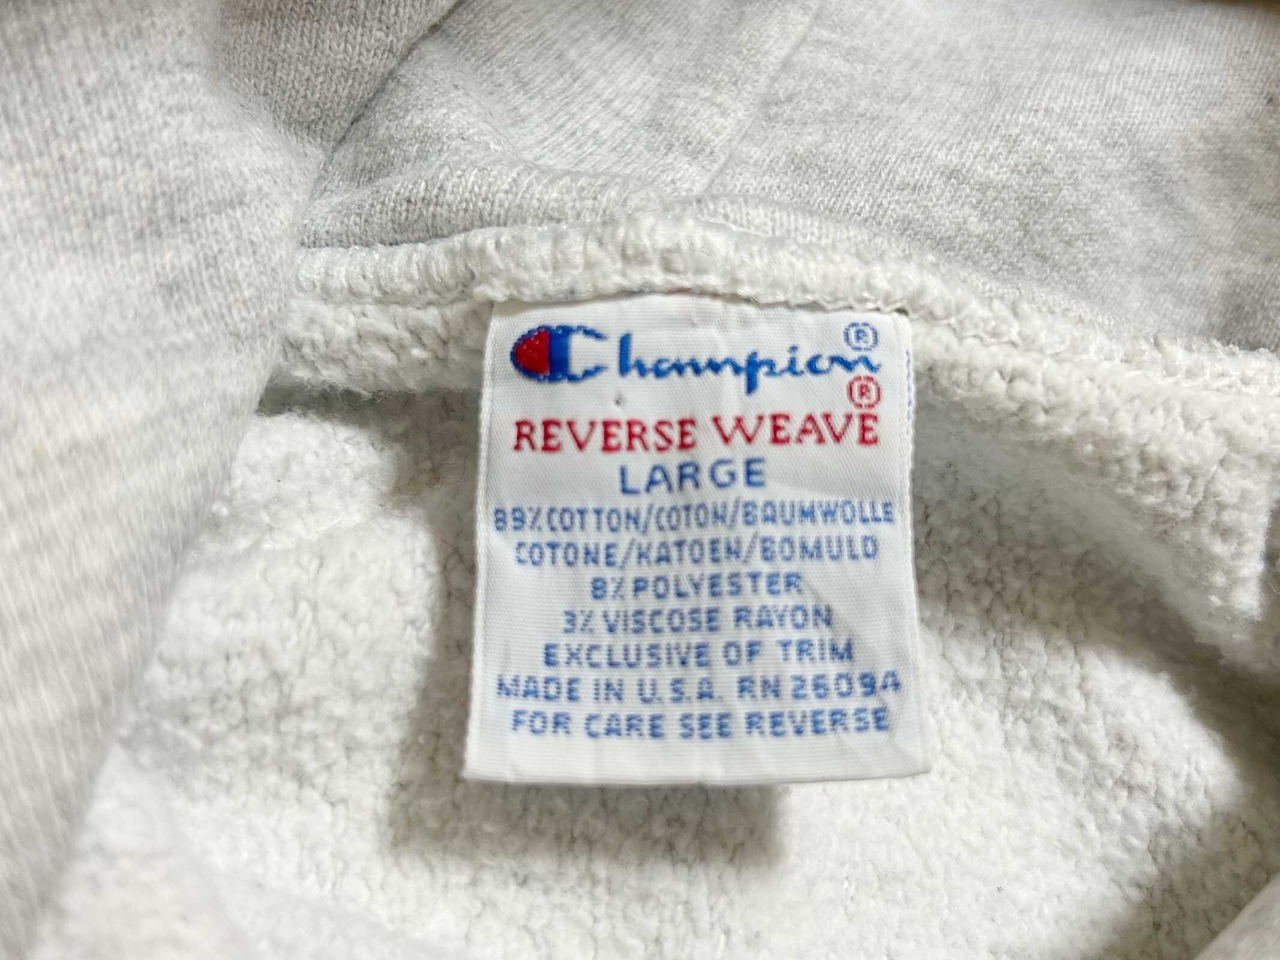 Champion®
®
REVERSE WEAVE
LARGE
89% COTTON/COTON/BAUMWOLLE
COTONE/KATOEN/BOMULD
8% POLYESTER
3% VISCOSE RAYON
EXCLUSIVE OF TRIM
MADE IN U.S.A. RN 26094
FOR CARE SEE REVERSE